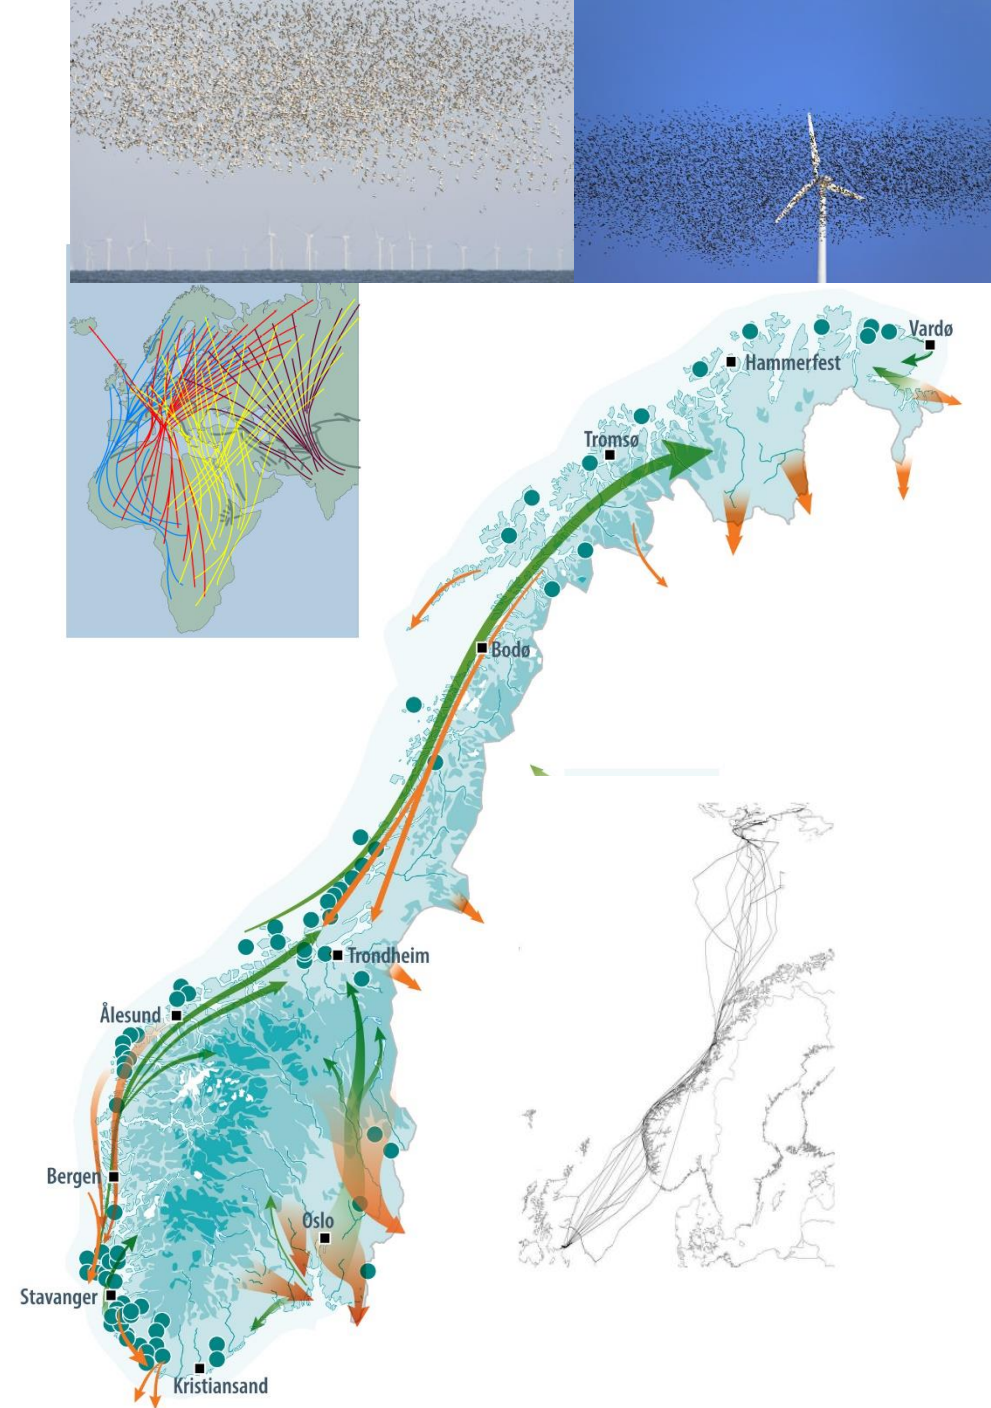 Vardø
Hammerfest
Tromsø
Bodø
Trondheim
Ålesund
Bergen
Oslo
Stavanger
Kristiansand